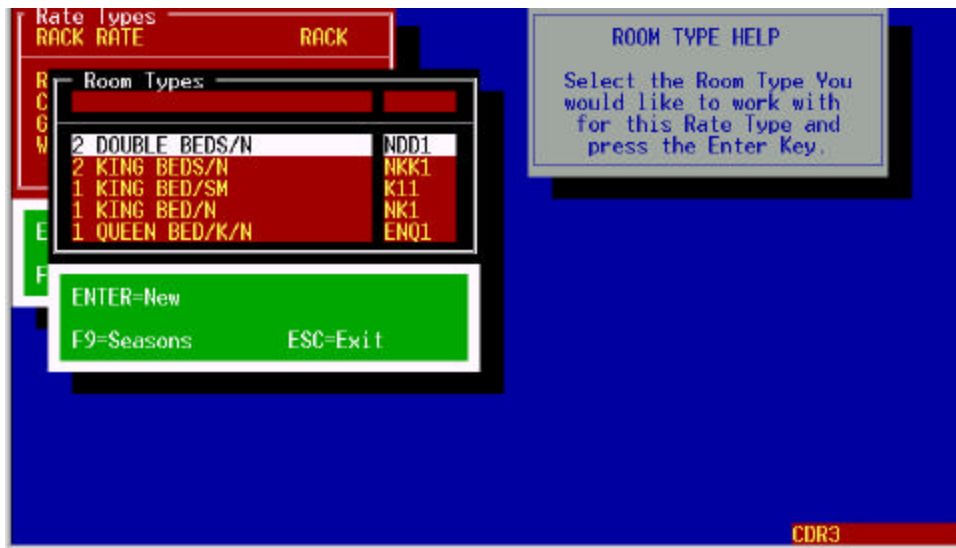 Rate Types
RACK RATE RACK
R
C
G
W
Room Types
2 DOUBLE BEDS/N NDD1
2 KING BEDS/N NKK1
1 KING BED/SM K11
1 KING BED/N NK1
1 QUEEN BED/K/N ENQ1
E
F
ENTER=New
F9=Seasons ESC=Exit
ROOM TYPE HELP
Select the Room Type You
would like to work with
for this Rate Type and
press the Enter Key.
CDR3